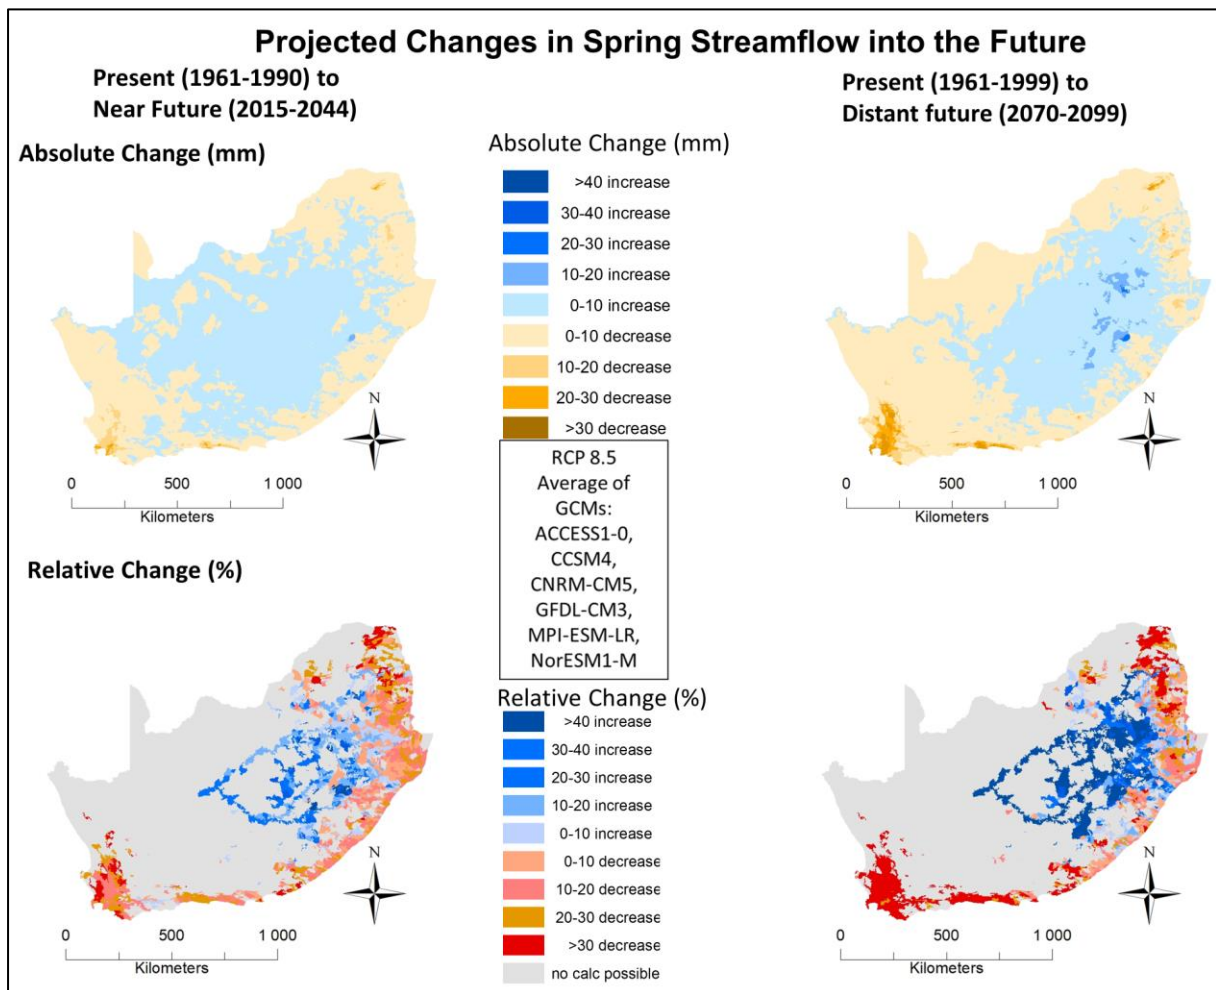 Projected Changes in Spring Streamflow into the Future
Present (1961-1990) to
Near Future (2015-2044)
Present (1961-1999) to
Distant future (2070-2099)
Absolute Change (mm)
Absolute Change (mm)
>40 increase
30-40 increase
20-30 increase
10-20 increase
0-10 increase
0-10 decrease
10-20 decrease
20-30 decrease
>30 decrease
N
0 500 1 000
Kilometers
N
0 500 1 000
Kilometers
RCP 8.5
Average of
GCMs:
ACCESS1-0,
CCSM4,
CNRM-CM5,
GFDL-CM3,
MPI-ESM-LR,
NorESM1-M
Relative Change (%)
Relative Change (%)
>40 increase
30-40 increase
20-30 increase
10-20 increase
0-10 increase
0-10 decrease
10-20 decrease
20-30 decrease
>30 decrease
no calc possible
N
0 500 1 000
Kilometers
N
0 500 1 000
Kilometers